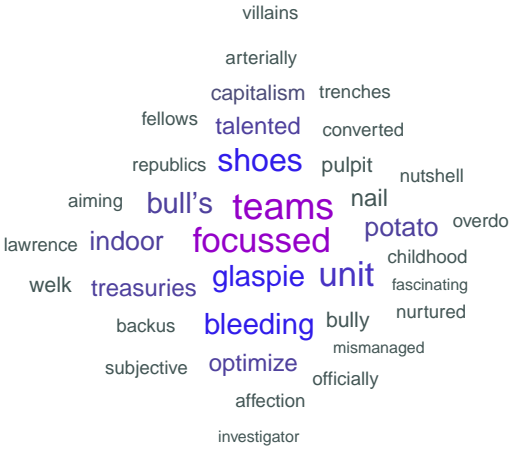 villains
arterially
capitalism trenches
fellows talented converted
republics shoes pulpit nutshell
aiming bull's teams nail
lawrence indoor focussed potato overdo
welk treasuries glaspie unit childhood
fascinating
backus bleeding bully nurtured
subjective optimize mismanaged
officially
affection
investigator